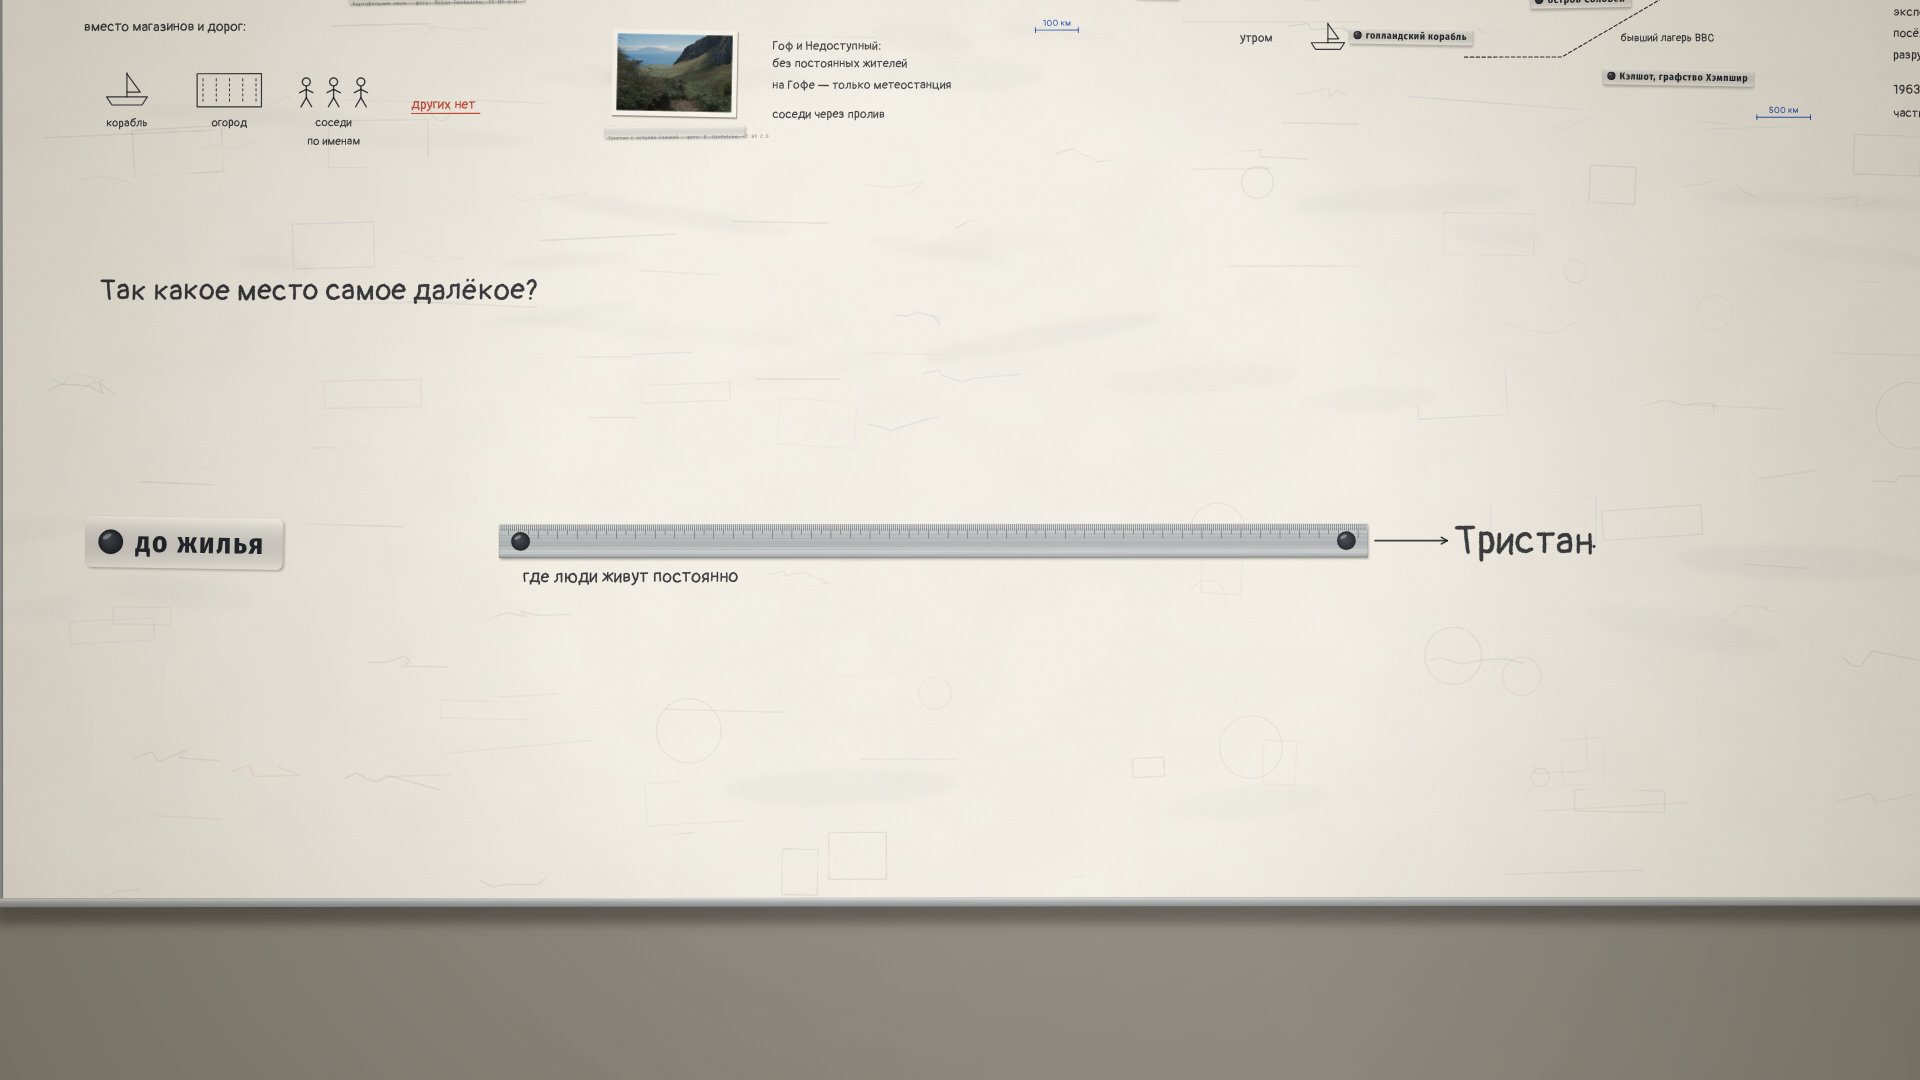 вместо магазинов и дорог:
корабль
огород
соседи
по именам
других нет
Гоф и Недоступный:
без постоянных жителей
на Гофе — только метеостанция
соседи через пролив
100 км
утром
голландский корабль
бывший лагерь ВВС
Кэлшот, графство Хэмпшир
500 км
1963
Так какое место самое далёкое?
до жилья
где люди живут постоянно
Тристан